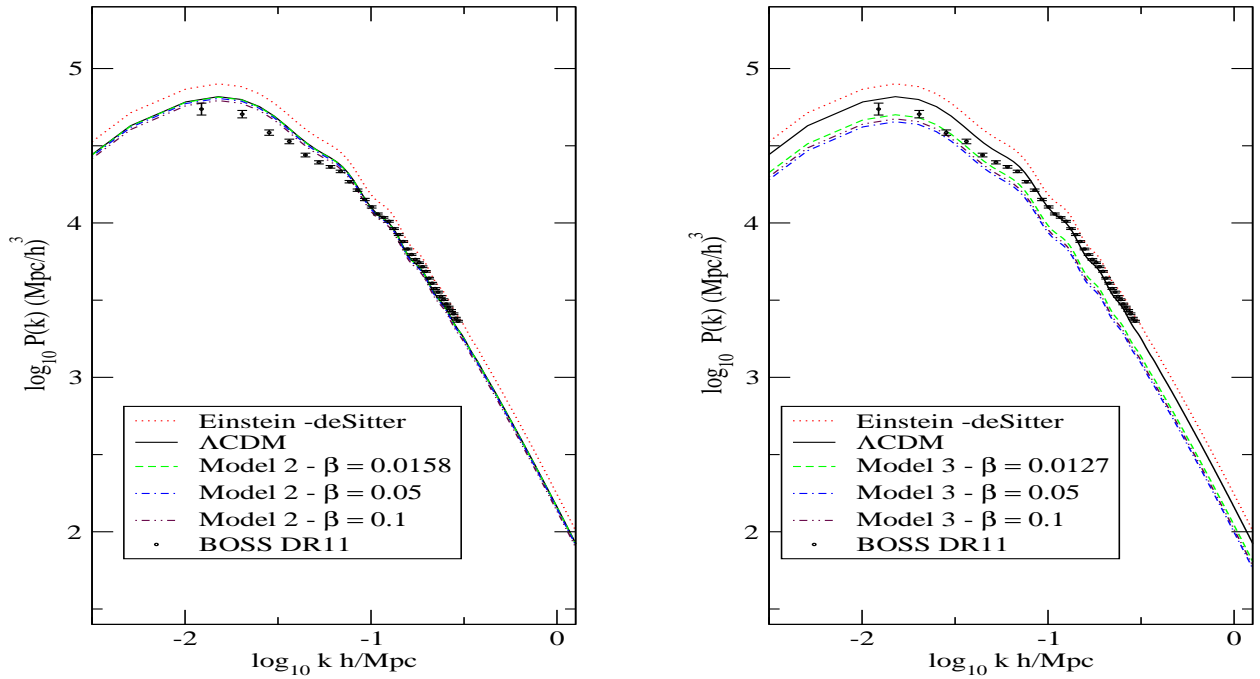 5
4
3
2
log10 P(k) (Mpc/h)^3
Einstein -deSitter
ΛCDM
Model 2 - β = 0.0158
Model 2 - β = 0.05
Model 2 - β = 0.1
BOSS DR11
-2
-1
0
log10 k h/Mpc
5
4
3
2
log10 P(k) (Mpc/h)^3
Einstein -deSitter
ΛCDM
Model 3 - β = 0.0127
Model 3 - β = 0.05
Model 3 - β = 0.1
BOSS DR11
-2
-1
0
log10 k h/Mpc